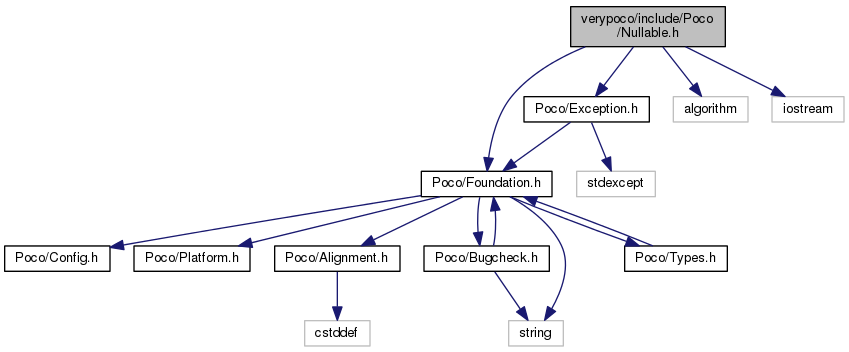 verypoco/include/Poco
/Nullable.h
Poco/Exception.h
algorithm
iostream
Poco/Foundation.h
stdexcept
Poco/Config.h
Poco/Platform.h
Poco/Alignment.h
Poco/Bugcheck.h
Poco/Types.h
cstddef
string